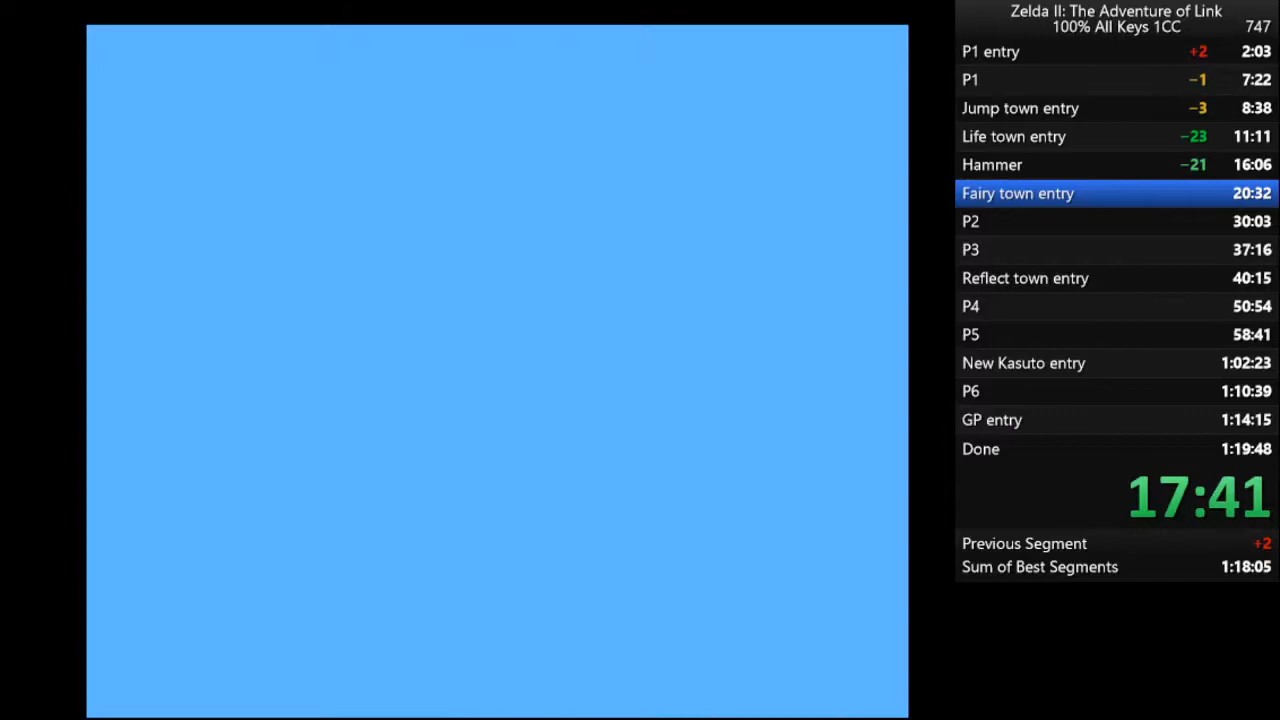 Zelda II: The Adventure of Link
100% All Keys 1CC 747
P1 entry +2 2:03
P1 −1 7:22
Jump town entry −3 8:38
Life town entry −23 11:11
Hammer −21 16:06
Fairy town entry 20:32
P2 30:03
P3 37:16
Reflect town entry 40:15
P4 50:54
P5 58:41
New Kasuto entry 1:02:23
P6 1:10:39
GP entry 1:14:15
Done 1:19:48
17:41
Previous Segment +2
Sum of Best Segments 1:18:05